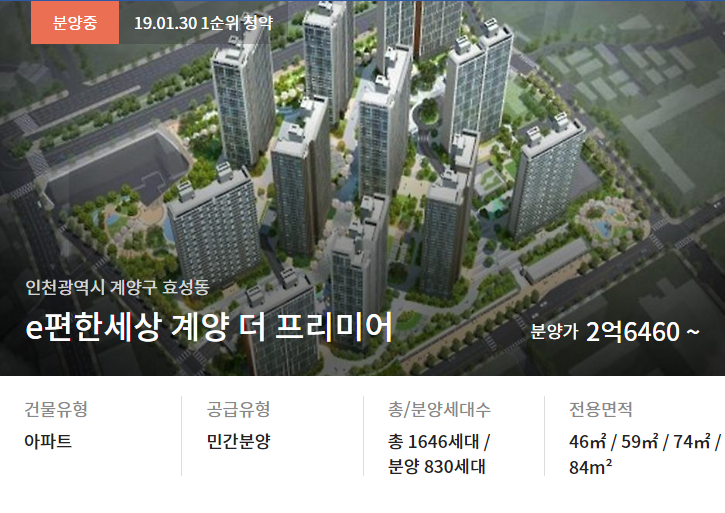 분양중 19.01.30 1순위 청약
인천광역시 계양구 효성동
e편한세상 계양 더 프리미어
분양가 2억6460 ~
건물유형 공급유형 총/분양세대수 전용면적
아파트 민간분양 총 1646세대 / 46㎡ / 59㎡ / 74㎡ /
분양 830세대 84m²